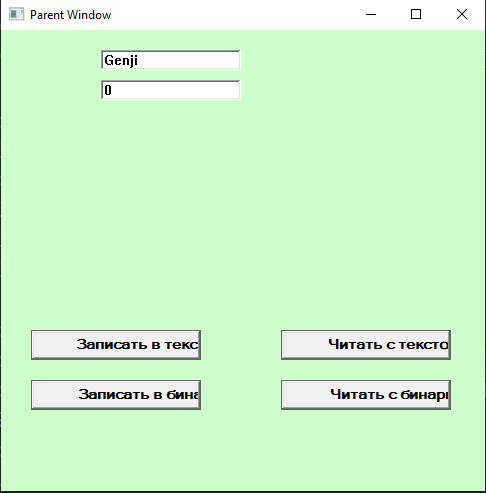 Parent Window
Genji
0
Записать в текс
Читать с тексто
Записать в бина
Читать с бинар